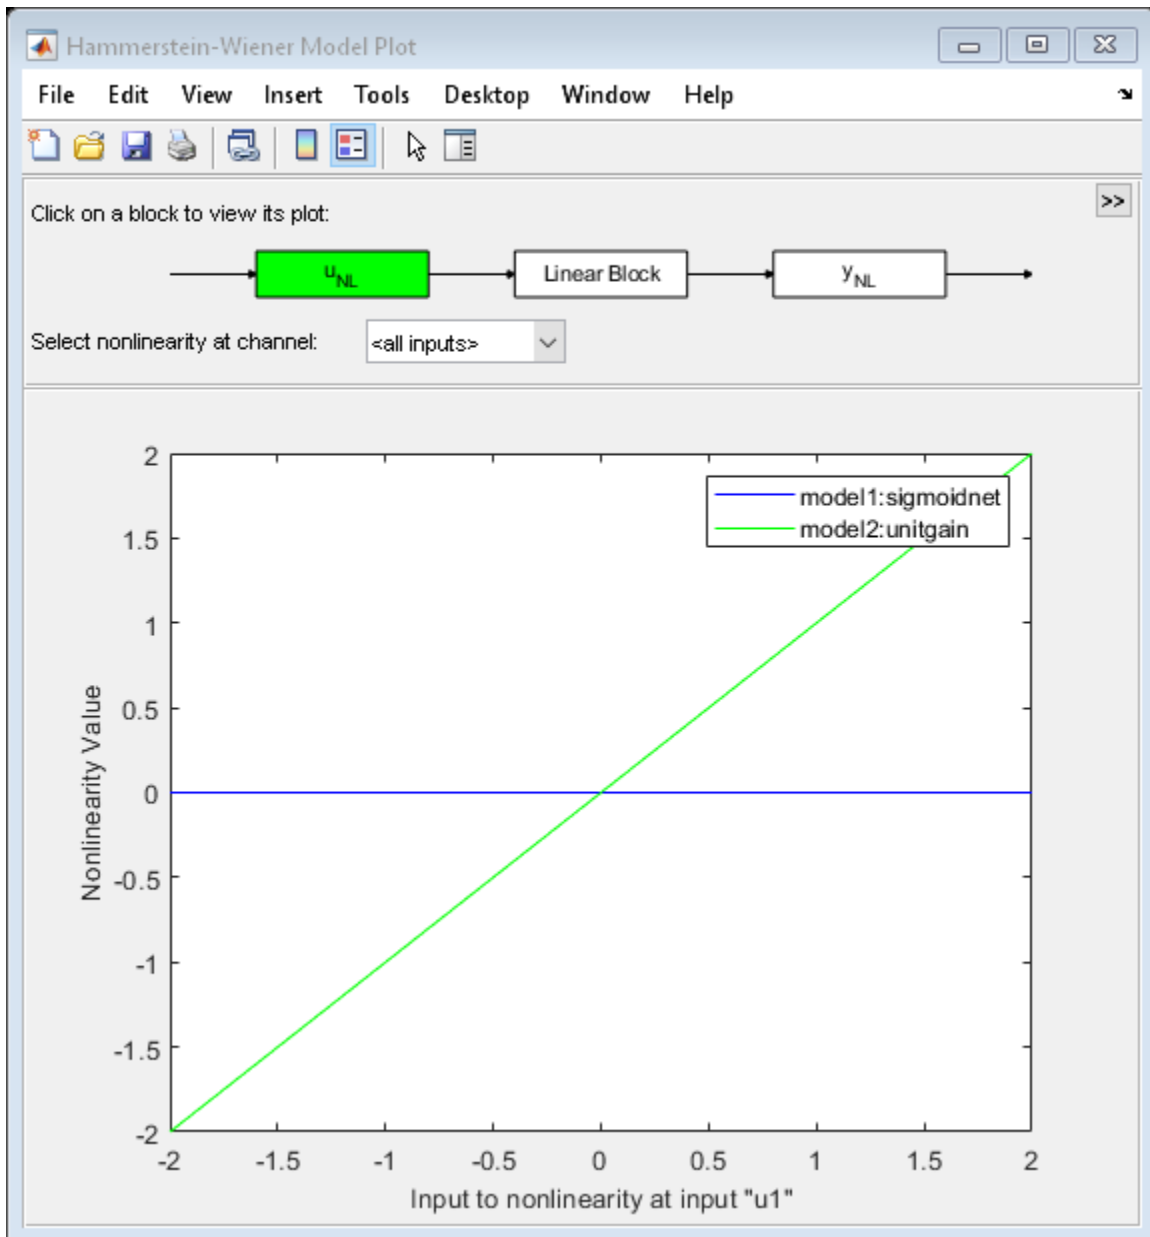 Hammerstein-Wiener Model Plot
File Edit View Insert Tools Desktop Window Help
Click on a block to view its plot:
>>
u_NL Linear Block y_NL
Select nonlinearity at channel: <all inputs>
model1:sigmoidnet
model2:unitgain
2
1.5
1
0.5
0
-0.5
-1
-1.5
-2
Nonlinearity Value
-2 -1.5 -1 -0.5 0 0.5 1 1.5 2
Input to nonlinearity at input "u1"